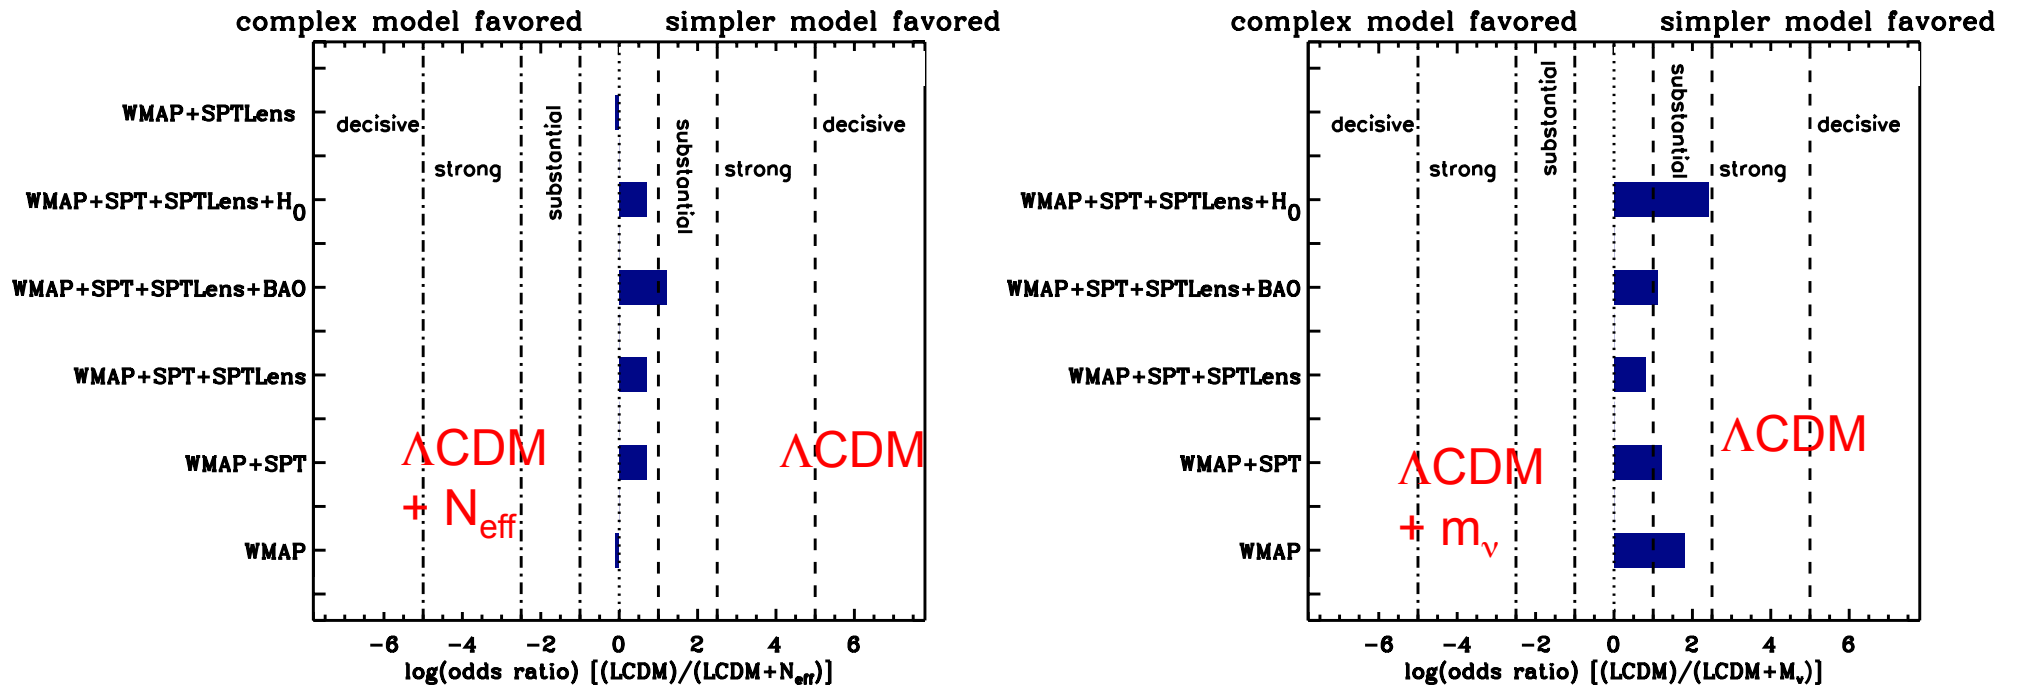 complex model favored simpler model favored
decisive strong substantial substantial strong decisive
WMAP+SPTLens
WMAP+SPT+SPTLens+H0
WMAP+SPT+SPTLens+BAO
WMAP+SPT+SPTLens
WMAP+SPT
WMAP
ΛCDM
+ Neff
ΛCDM
-6 -4 -2 0 2 4 6
log(odds ratio) [(LCDM)/(LCDM+Neff)]
complex model favored simpler model favored
decisive strong substantial substantial strong decisive
WMAP+SPT+SPTLens+H0
WMAP+SPT+SPTLens+BAO
WMAP+SPT+SPTLens
WMAP+SPT
WMAP
ΛCDM
+ mν
ΛCDM
-6 -4 -2 0 2 4 6
log(odds ratio) [(LCDM)/(LCDM+Mν)]